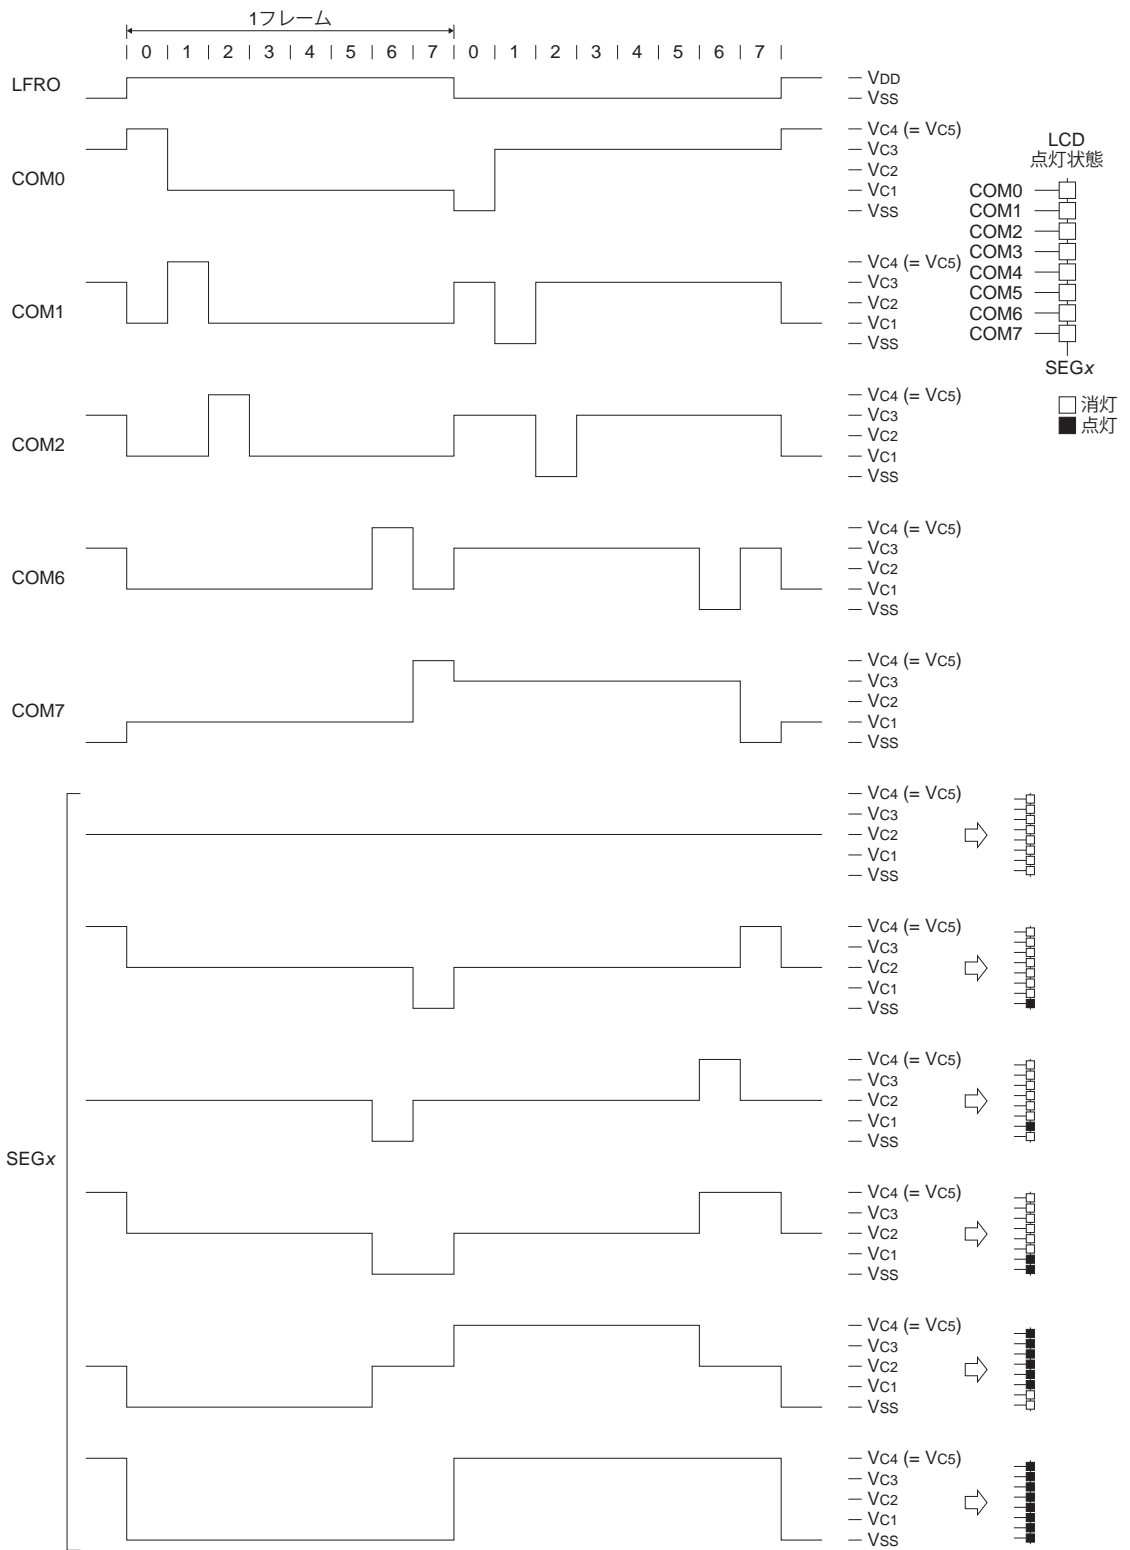 1フレーム
0 1 2 3 4 5 6 7 0 1 2 3 4 5 6 7
LFRO
VDD
VSS
COM0
VC4 (= VC5)
VC3
VC2
VC1
VSS
LCD
点灯状態
COM0
COM1
COM2
COM3
COM4
COM5
COM6
COM7
SEGx
消灯
点灯
COM1
VC4 (= VC5)
VC3
VC2
VC1
VSS
COM2
VC4 (= VC5)
VC3
VC2
VC1
VSS
COM6
VC4 (= VC5)
VC3
VC2
VC1
VSS
COM7
VC4 (= VC5)
VC3
VC2
VC1
VSS
SEGx
VC4 (= VC5)
VC3
VC2
VC1
VSS
VC4 (= VC5)
VC3
VC2
VC1
VSS
VC4 (= VC5)
VC3
VC2
VC1
VSS
VC4 (= VC5)
VC3
VC2
VC1
VSS
VC4 (= VC5)
VC3
VC2
VC1
VSS
VC4 (= VC5)
VC3
VC2
VC1
VSS